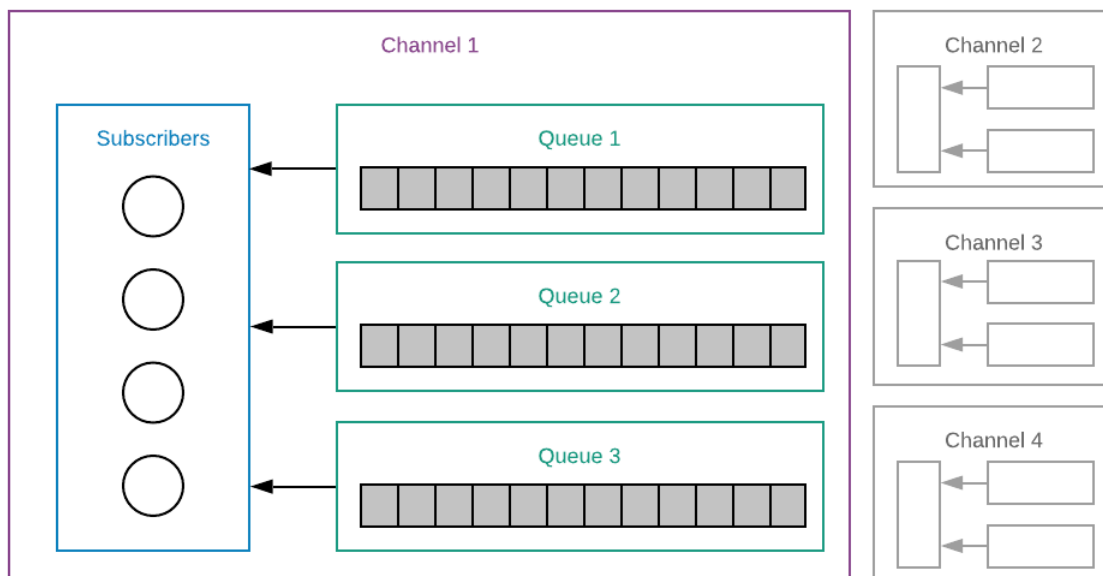 Channel 1
Subscribers
Queue 1
Queue 2
Queue 3
Channel 2
Channel 3
Channel 4